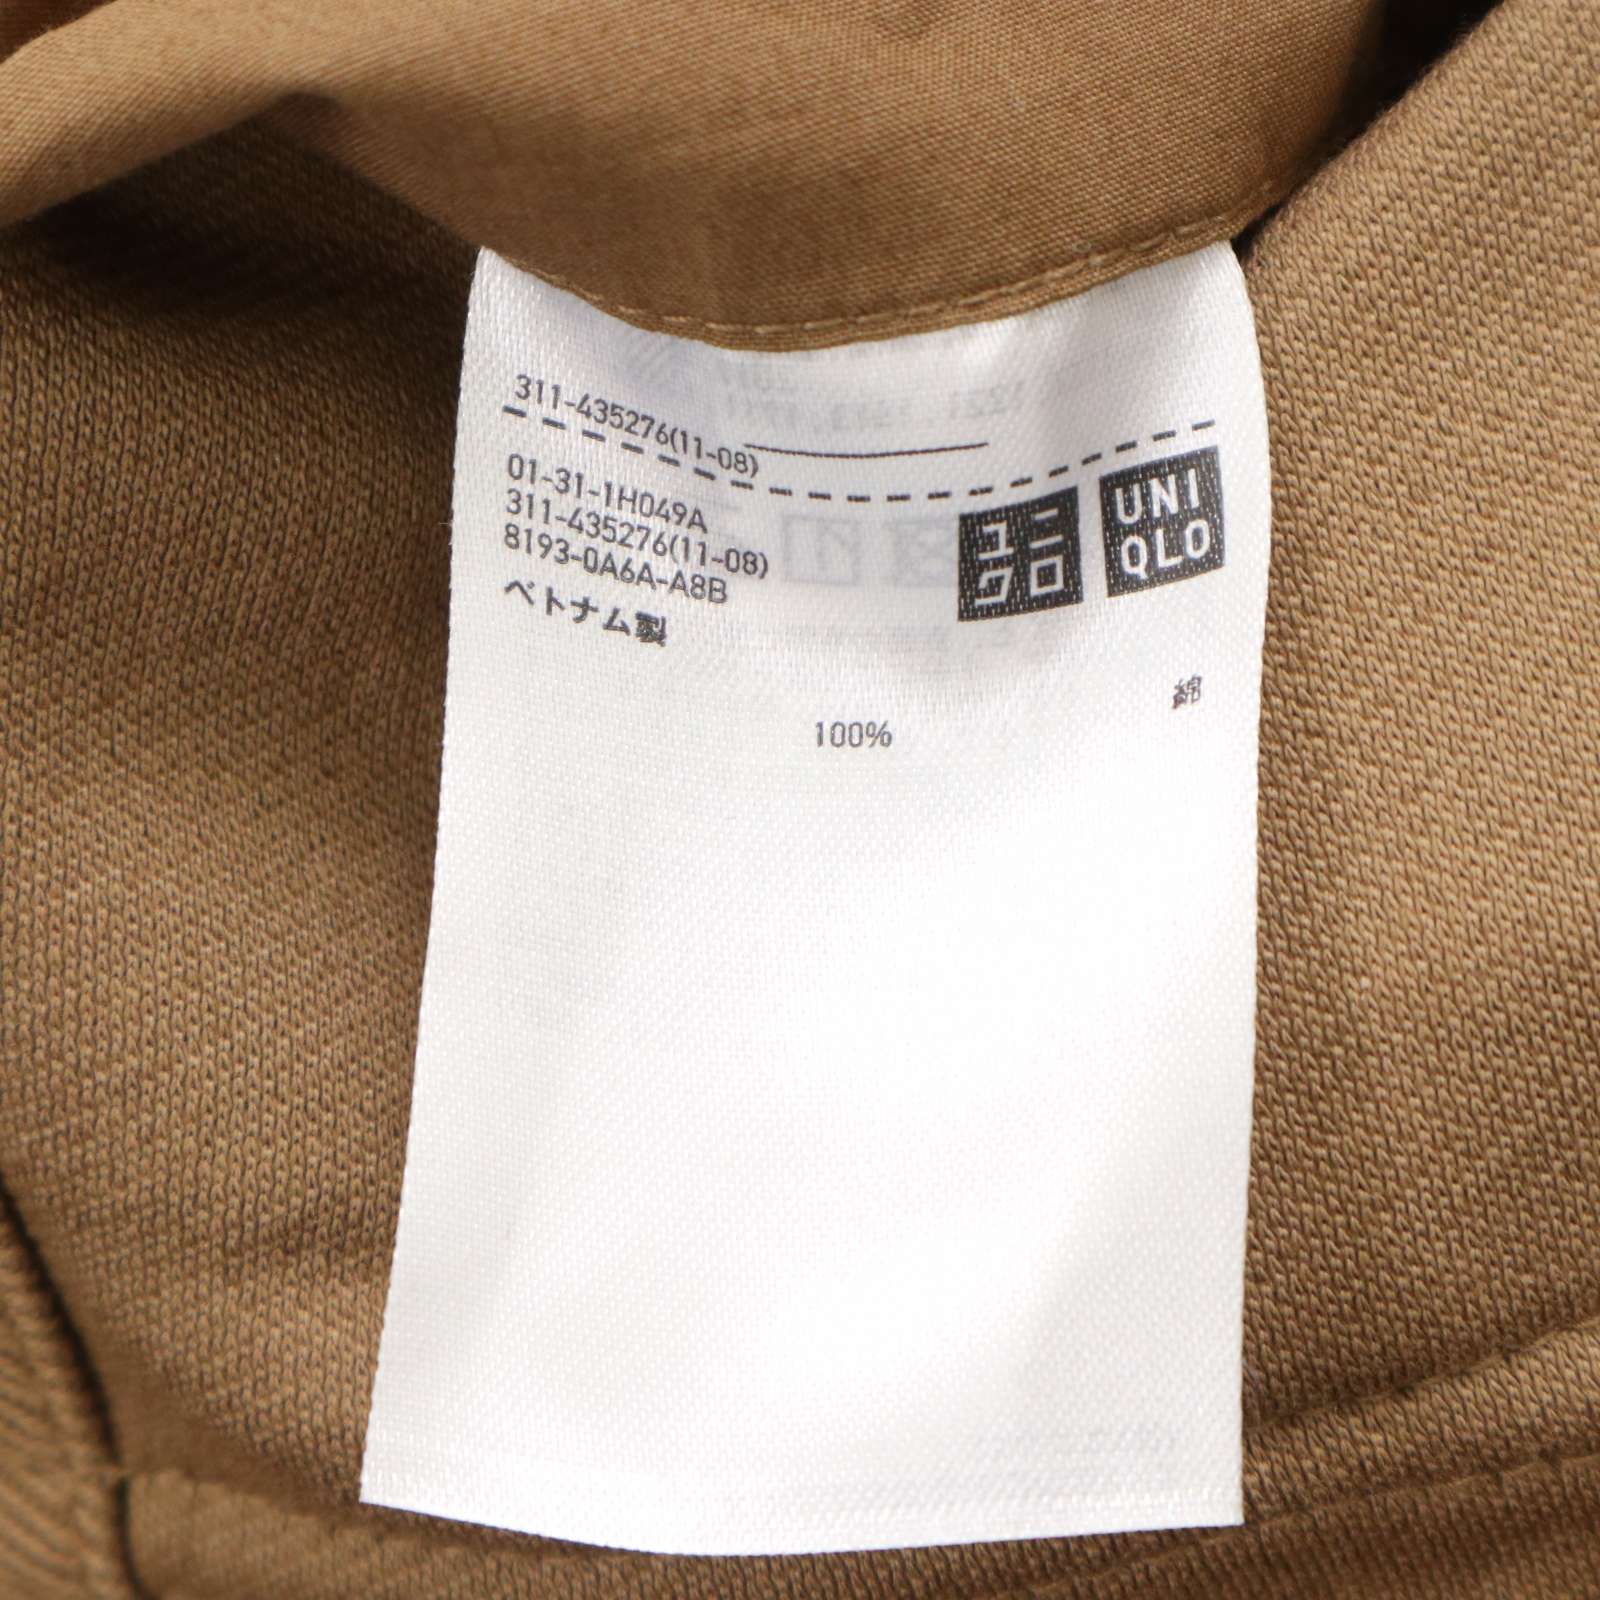 311-435276(11-08)
01-31-1H049A
311-435276(11-08)
8193-0A6A-A8B
ベトナム製
ユニ
クロ
UNI
QLO
綿
100%